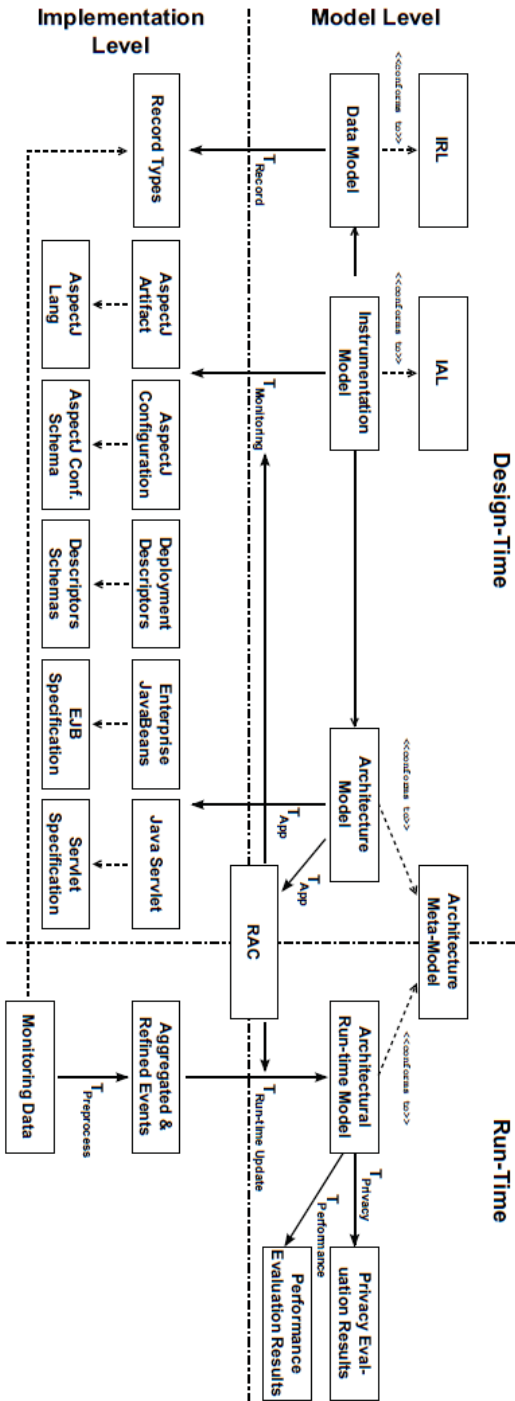 Design-Time
Run-Time
Model Level
Implementation
Level
IRL
IAL
Architecture
Meta-Model
<<conforms to>>
<<conforms to>>
<<conforms to>>
<<conforms to>>
Data Model
Instrumentation
Model
Architecture
Model
Architectural
Run-time Model
T Privacy
Privacy Eval-
uation Results
T Performance
Performance
Evaluation Results
T Record
T Monitoring
T App
T App
RAC
T Run-time Update
Record Types
AspectJ
Artifact
AspectJ
Configuration
Deployment
Descriptors
Enterprise
JavaBeans
Java Servlet
Aggregated &
Refined Events
AspectJ
Lang
AspectJ Conf.
Schema
Descriptors
Schemas
EJB
Specification
Servlet
Specification
T Preprocess
Monitoring Data